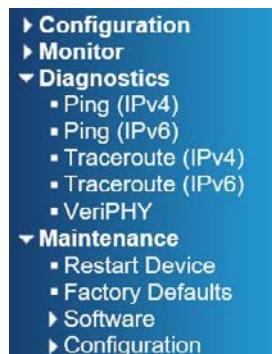 Configuration
Monitor
Diagnostics
Ping (IPv4)
Ping (IPv6)
Traceroute (IPv4)
Traceroute (IPv6)
VeriPHY
Maintenance
Restart Device
Factory Defaults
Software
Configuration